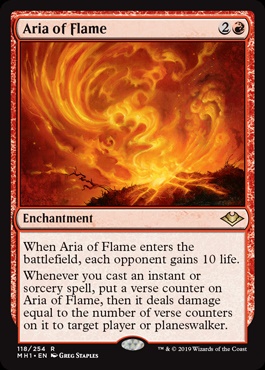 Aria of Flame 2
Enchantment
When Aria of Flame enters the
battlefield, each opponent gains 10 life.
Whenever you cast an instant or
sorcery spell, put a verse counter on
Aria of Flame, then it deals damage
equal to the number of verse counters
on it to target player or planeswalker.
118/254 R
MH1 • EN Greg Staples ™ & © 2019 Wizards of the Coast